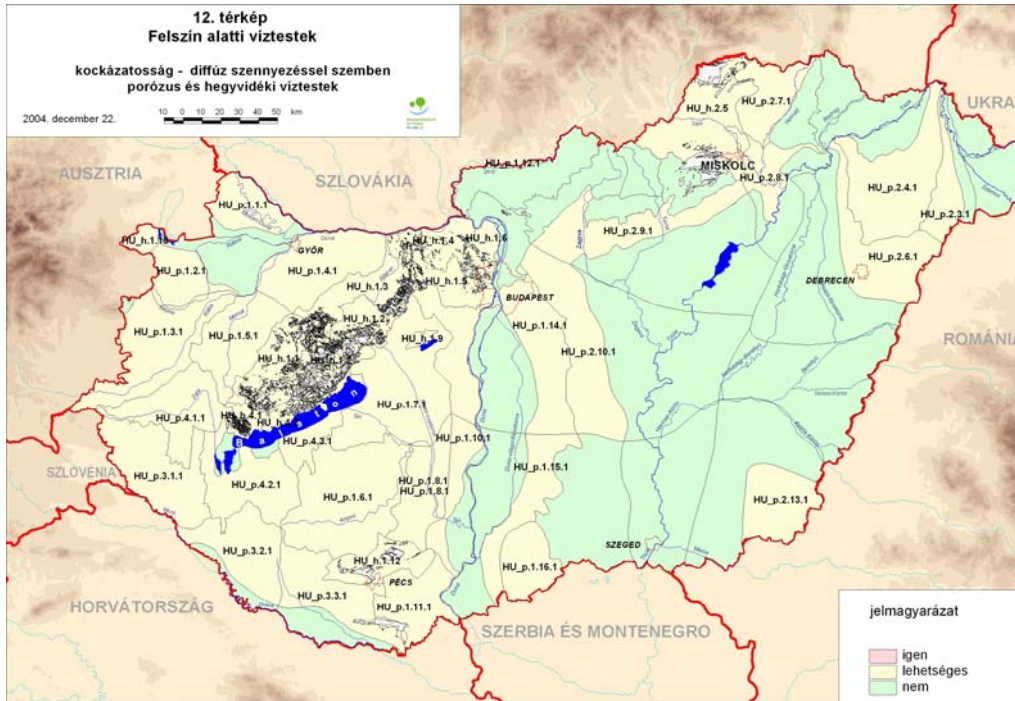 12. térkép
Felszín alatti víztestek
kockázatosság - diffúz szennyezéssel szemben
porózus és hegyvidéki víztestek
10 0 10 20 30 40 50 km
2004. december 22.
UKRA
AUSZTRIA
SZLOVÁKIA
HU_h.2.5
HU_p.2.7.1
HU_p.1.12.1
MISKOLC
HU_p.2.8.1
HU_p.2.4.1
HU_p.2.3.1
HU_p.1.1.1
HU_h.1.10
GYŐR
HU_h.1.4
HU_h.1.6
HU_p.2.9.1
HU_p.2.6.1
HU_p.1.2.1
HU_p.1.4.1
HU_h.1.3
HU_h.1.5
DEBRECEN
BUDAPEST
HU_p.1.3.1
HU_p.1.5.1
HU_h.1.2
HU_h.1.9
HU_p.1.14.1
ROMÁNIA
HU_p.2.10.1
HU_p.4.1.1
HU_h.4.1
Balaton
HU_p.1.7.1
HU_p.4.3.1
HU_p.1.10.1
SZLOVÉNIA
HU_p.3.1.1
HU_p.4.2.1
HU_p.1.8.1
HU_p.1.8.1
HU_p.1.15.1
HU_p.1.6.1
HU_p.2.13.1
HU_p.3.2.1
HU_h.1.12
PÉCS
SZEGED
HU_p.1.16.1
HU_p.3.3.1
HU_p.1.11.1
HORVÁTORSZÁG
SZERBIA ÉS MONTENEGRO
jelmagyarázat
igen
lehetséges
nem